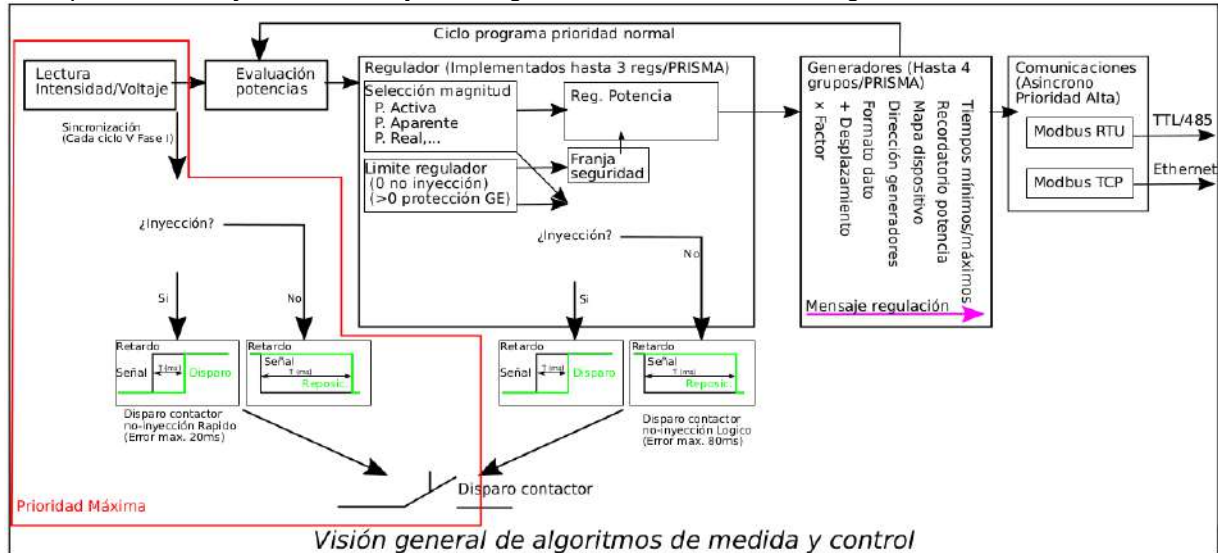 Ciclo programa prioridad normal
Lectura
Intensidad/Voltaje
Evaluación
potencias
Sincronización
(Cada ciclo V Fase I)
Regulador (Implementados hasta 3 regs/PRISMA)
Selección magnitud
P. Activa
P. Aparente
P. Real,...
Reg. Potencia
Limite regulador
(0 no inyección)
(>0 protección GE)
Franja
seguridad
Generadores (Hasta 4
grupos/PRISMA)
Tiempos mínimos/máximos
Recordatorio potencia
Mapa dispositivo
Dirección generadores
Formato dato
+ Desplazamiento
x Factor
Mensaje regulación
Comunicaciones
(Asincrono
Prioridad Alta)
Modbus RTU
Modbus TCP
TTL/485
Ethernet
¿Inyección?
Si
No
¿Inyección?
Si
No
Retardo
Señal
T (ms)
Disparo
Retardo
Señal
T (ms)
Reposic.
Retardo
Señal
T (ms)
Disparo
Retardo
Señal
T (ms)
Reposic.
Disparo contactor
no-inyección Rapido
(Error max. 20ms)
Disparo contactor
no-inyección Logico
(Error max. 80ms)
Disparo contactor
Prioridad Máxima
Visión general de algoritmos de medida y control